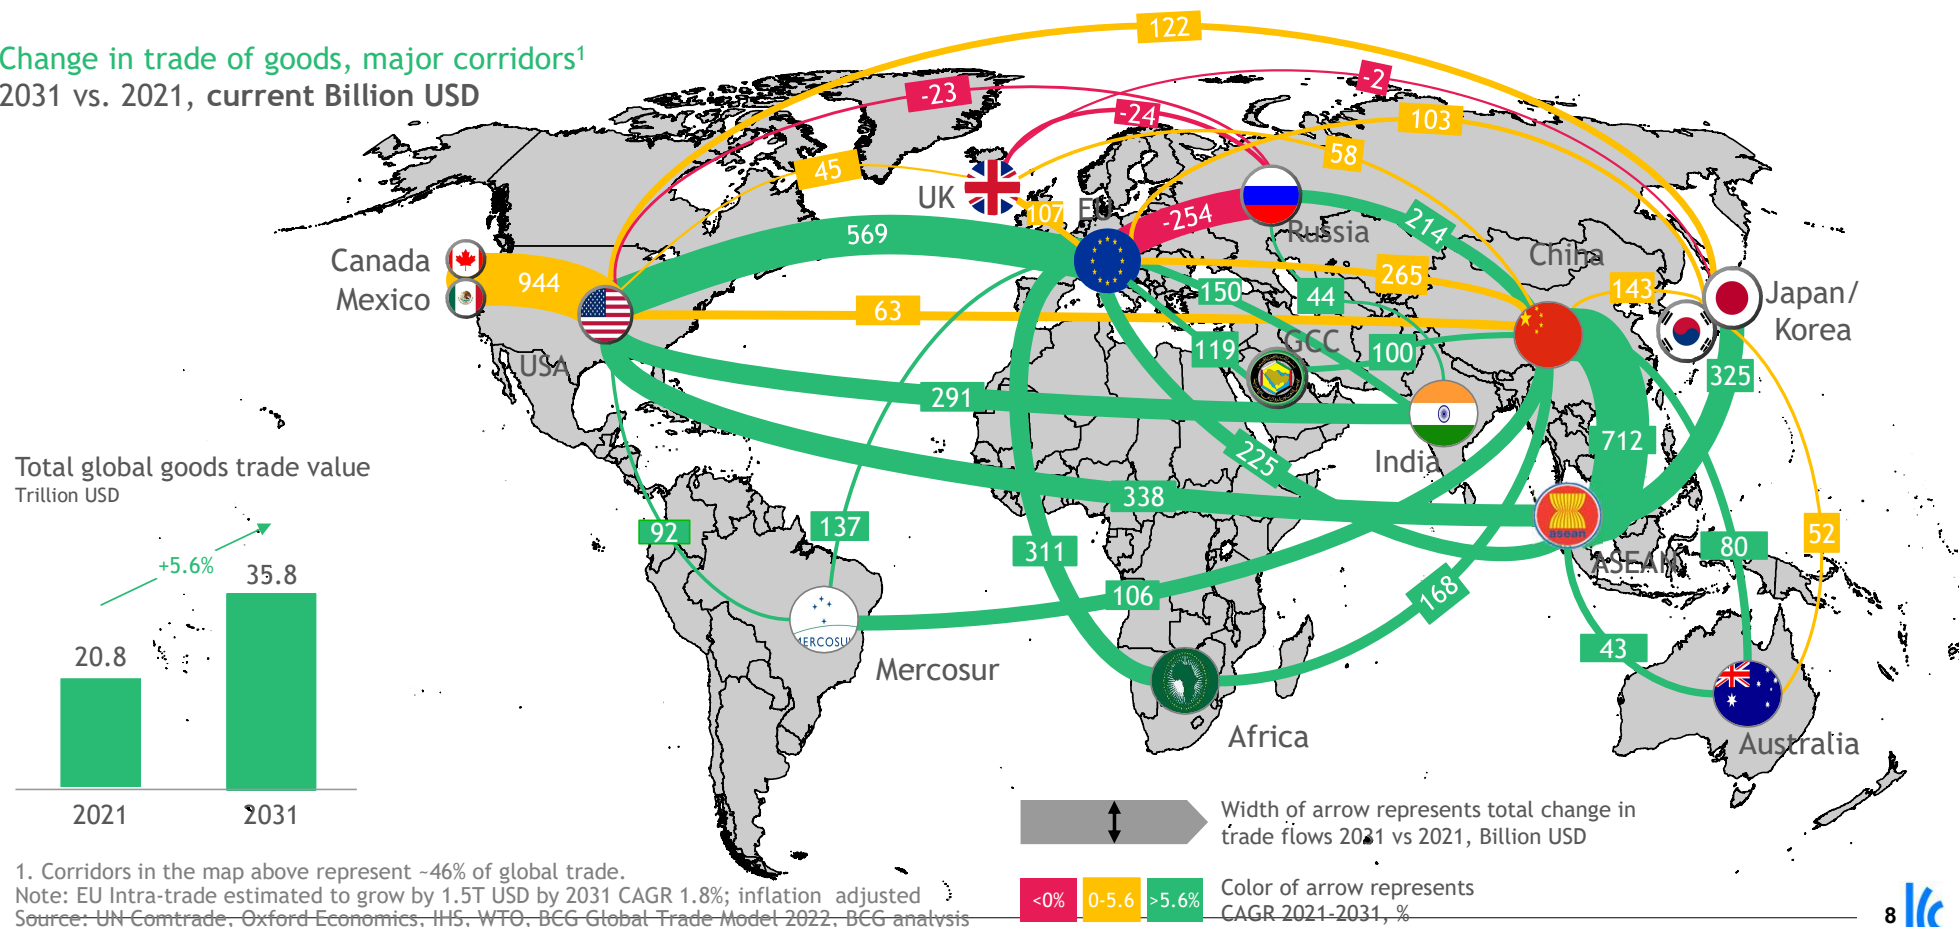 Change in trade of goods, major corridors¹
2031 vs. 2021, current Billion USD
122
-23
-24
-2
103
45
58
UK
107
EU
-254
Russia
214
569
China
Canada
944
Mexico
150
44
265
143
Japan/
Korea
63
USA
119
GCC
100
325
291
India
712
225
338
92
137
311
ASEAN
80
52
106
168
43
MERCOSUR
asean
Mercosur
Africa
Australia
Total global goods trade value
Trillion USD
+5.6%
35.8
20.8
2021
2031
Width of arrow represents total change in
trade flows 2031 vs 2021, Billion USD
<0%
0-5.6
>5.6%
Color of arrow represents
CAGR 2021-2031, %
1. Corridors in the map above represent ~46% of global trade.
Note: EU Intra-trade estimated to grow by 1.5T USD by 2031 CAGR 1.8%; inflation adjusted
Source: UN Comtrade, Oxford Economics, IHS, WTO, BCG Global Trade Model 2022, BCG analysis
8